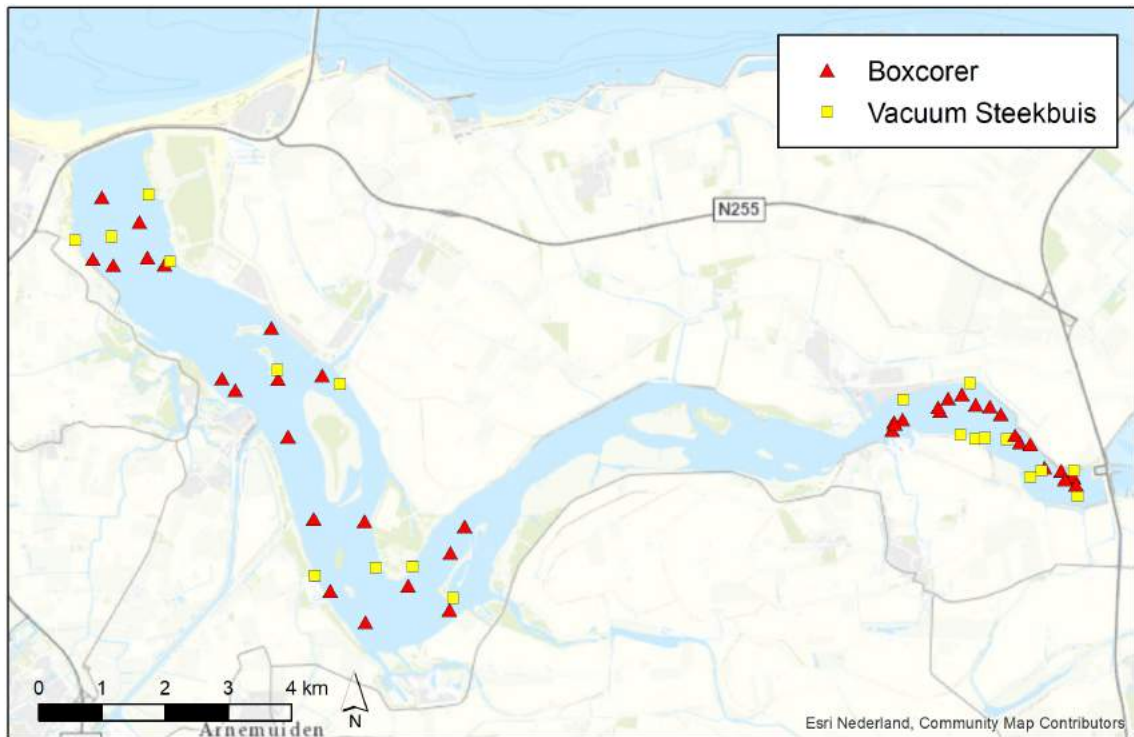 Boxcorer
Vacuum Steekbuis
N255
0 1 2 3 4 km
N
Arnemuiden
Esri Nederland, Community Map Contributors